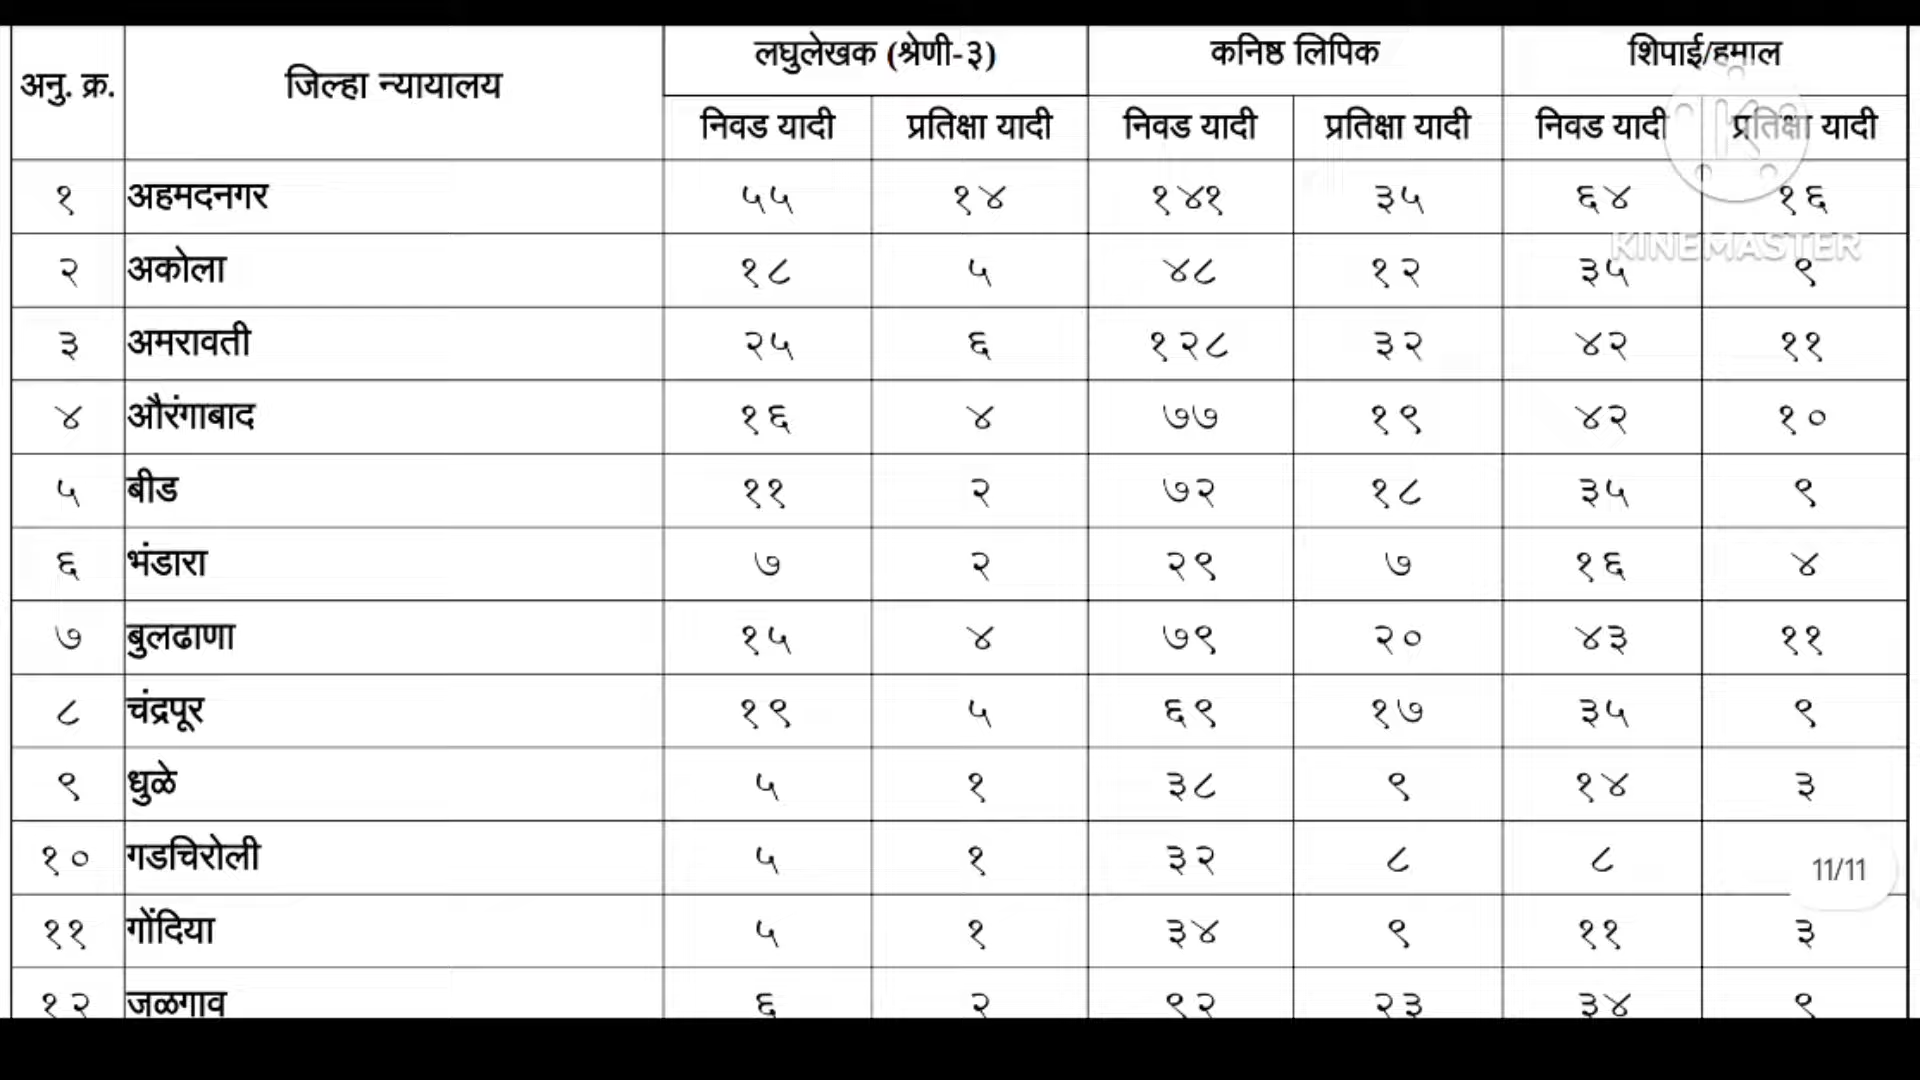 अनु. क्र. जिल्हा न्यायालय लघुलेखक (श्रेणी-३) कनिष्ठ लिपिक शिपाई/हमाल
निवड यादी प्रतिक्षा यादी निवड यादी प्रतिक्षा यादी निवड यादी प्रतिक्षा यादी
१ अहमदनगर ५५ १४ १४१ ३५ ६४ १६
KINEMASTER
२ अकोला १८ ५ ४८ १२ ३५ ९
३ अमरावती २५ ६ १२८ ३२ ४२ ११
४ औरंगाबाद १६ ४ ७७ १९ ४२ १०
५ बीड ११ २ ७२ १८ ३५ ९
६ भंडारा ७ २ २९ ७ १६ ४
७ बुलढाणा १५ ४ ७९ २० ४३ ११
८ चंद्रपूर १९ ५ ६९ १७ ३५ ९
९ धुळे ५ १ ३८ ९ १४ ३
१० गडचिरोली ५ १ ३२ ८ ८ 11/11
११ गोंदिया ५ १ ३४ ९ ११ ३
१२ जळगाव ६ २ ९२ २३ ३४ ९